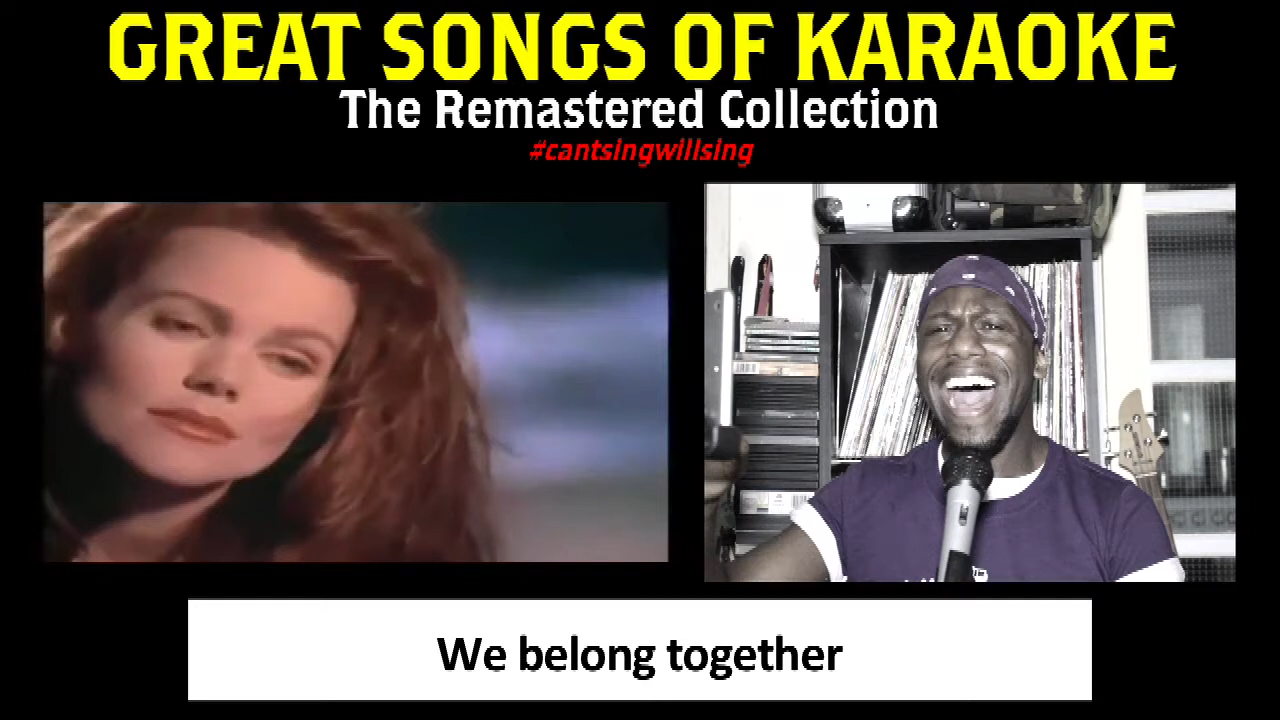 GREAT SONGS OF KARAOKE
The Remastered Collection
#cantsingwillsing
We belong together